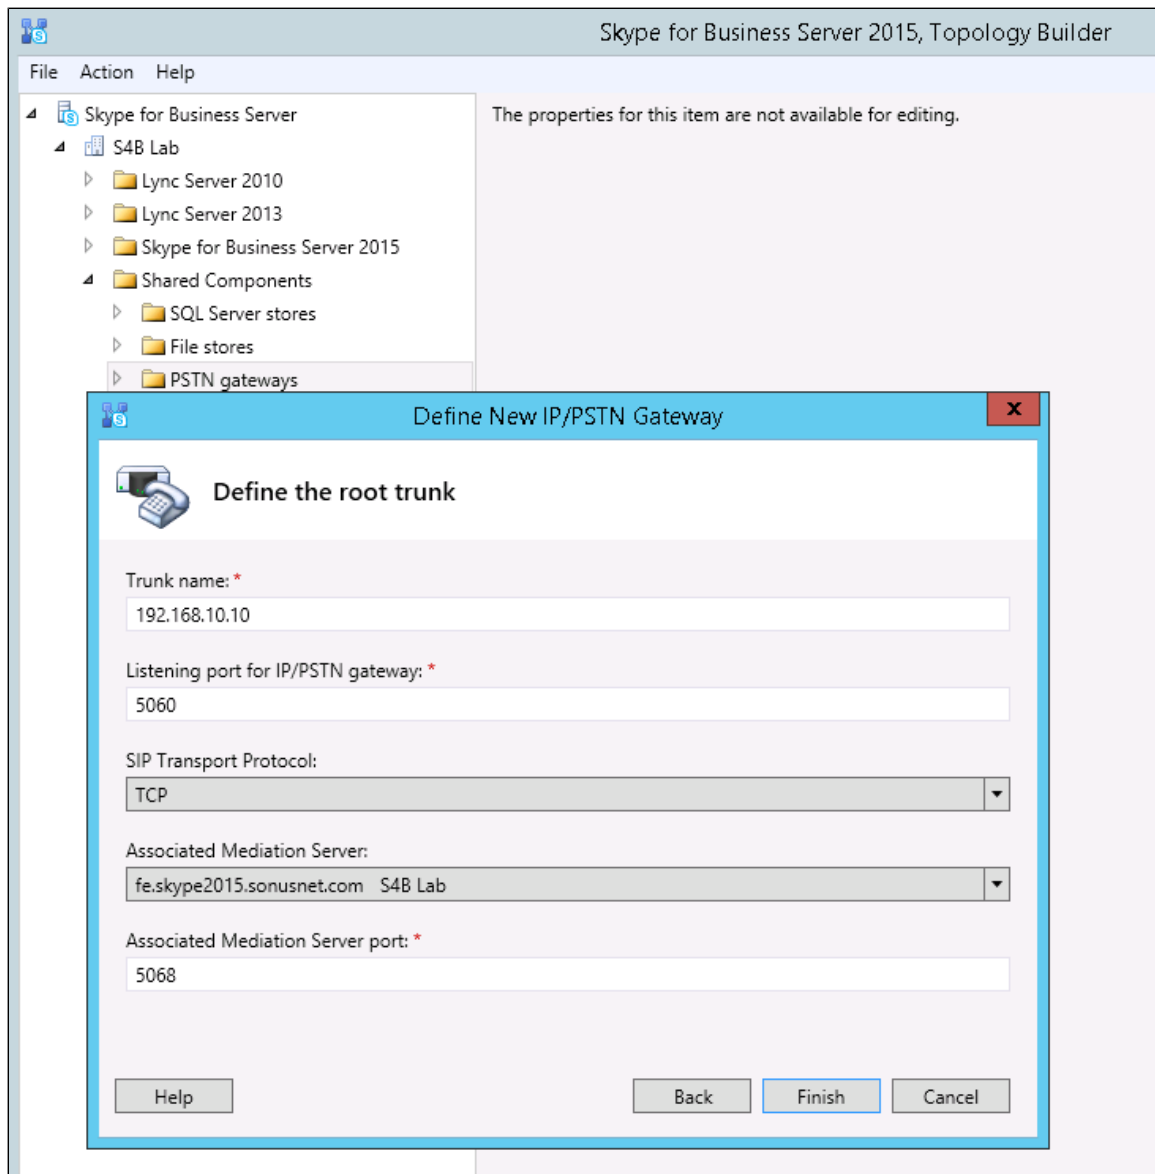 Skype for Business Server 2015, Topology Builder
File Action Help
Skype for Business Server
S4B Lab
Lync Server 2010
Lync Server 2013
Skype for Business Server 2015
Shared Components
SQL Server stores
File stores
PSTN gateways
The properties for this item are not available for editing.
Define New IP/PSTN Gateway
x
Define the root trunk
Trunk name: *
192.168.10.10
Listening port for IP/PSTN gateway: *
5060
SIP Transport Protocol:
TCP
Associated Mediation Server:
fe.skype2015.sonusnet.com S4B Lab
Associated Mediation Server port: *
5068
Help Back Finish Cancel